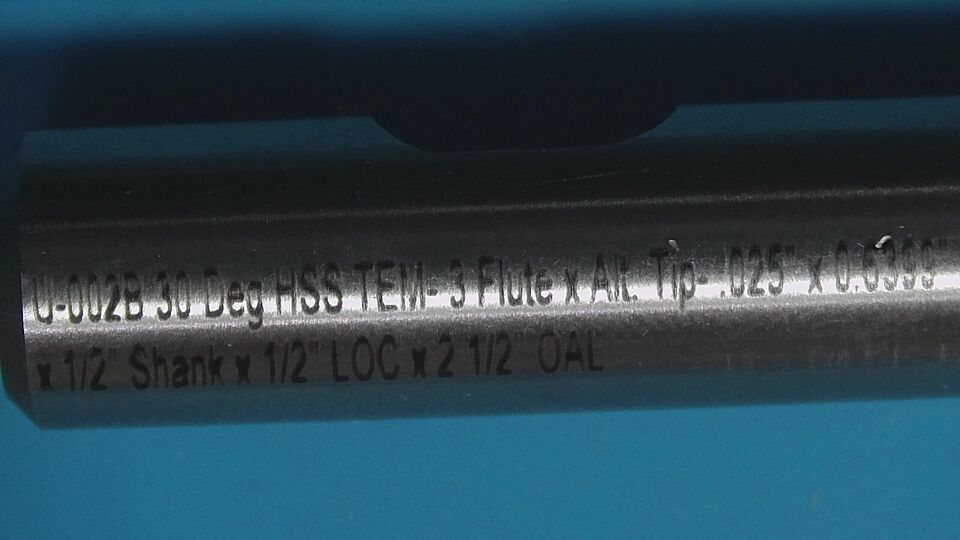 U-002B 30 Deg HSS TEM- 3 Flute x Alt. Tip- .025" x 0.6399"
x 1/2" Shank x 1/2" LOC x 2 1/2" OAL